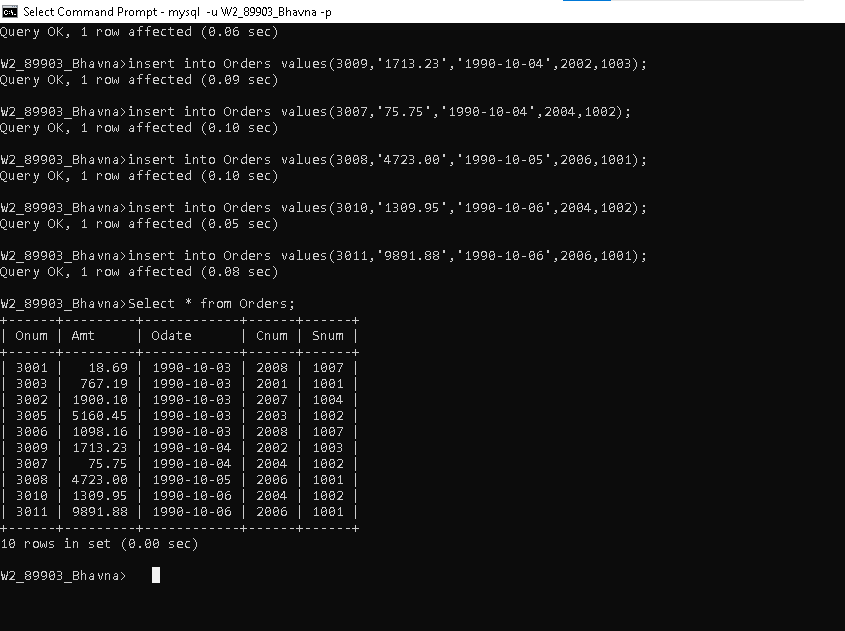 Select Command Prompt - mysql -u W2_89903_Bhavna -p
Query OK, 1 row affected (0.06 sec)
W2_89903_Bhavna>insert into Orders values(3009,'1713.23','1990-10-04',2002,1003);
Query OK, 1 row affected (0.09 sec)
W2_89903_Bhavna>insert into Orders values(3007,'75.75','1990-10-04',2004,1002);
Query OK, 1 row affected (0.10 sec)
W2_89903_Bhavna>insert into Orders values(3008,'4723.00','1990-10-05',2006,1001);
Query OK, 1 row affected (0.10 sec)
W2_89903_Bhavna>insert into Orders values(3010,'1309.95','1990-10-06',2004,1002);
Query OK, 1 row affected (0.05 sec)
W2_89903_Bhavna>insert into Orders values(3011,'9891.88','1990-10-06',2006,1001);
Query OK, 1 row affected (0.08 sec)
W2_89903_Bhavna>Select * from Orders;
+------+---------+------------+------+------+
| Onum | Amt     | Odate      | Cnum | Snum |
+------+---------+------------+------+------+
| 3001 |   18.69 | 1990-10-03 | 2008 | 1007 |
| 3003 |  767.19 | 1990-10-03 | 2001 | 1001 |
| 3002 | 1900.10 | 1990-10-03 | 2007 | 1004 |
| 3005 | 5160.45 | 1990-10-03 | 2003 | 1002 |
| 3006 | 1098.16 | 1990-10-03 | 2008 | 1007 |
| 3009 | 1713.23 | 1990-10-04 | 2002 | 1003 |
| 3007 |   75.75 | 1990-10-04 | 2004 | 1002 |
| 3008 | 4723.00 | 1990-10-05 | 2006 | 1001 |
| 3010 | 1309.95 | 1990-10-06 | 2004 | 1002 |
| 3011 | 9891.88 | 1990-10-06 | 2006 | 1001 |
+------+---------+------------+------+------+
10 rows in set (0.00 sec)
W2_89903_Bhavna>